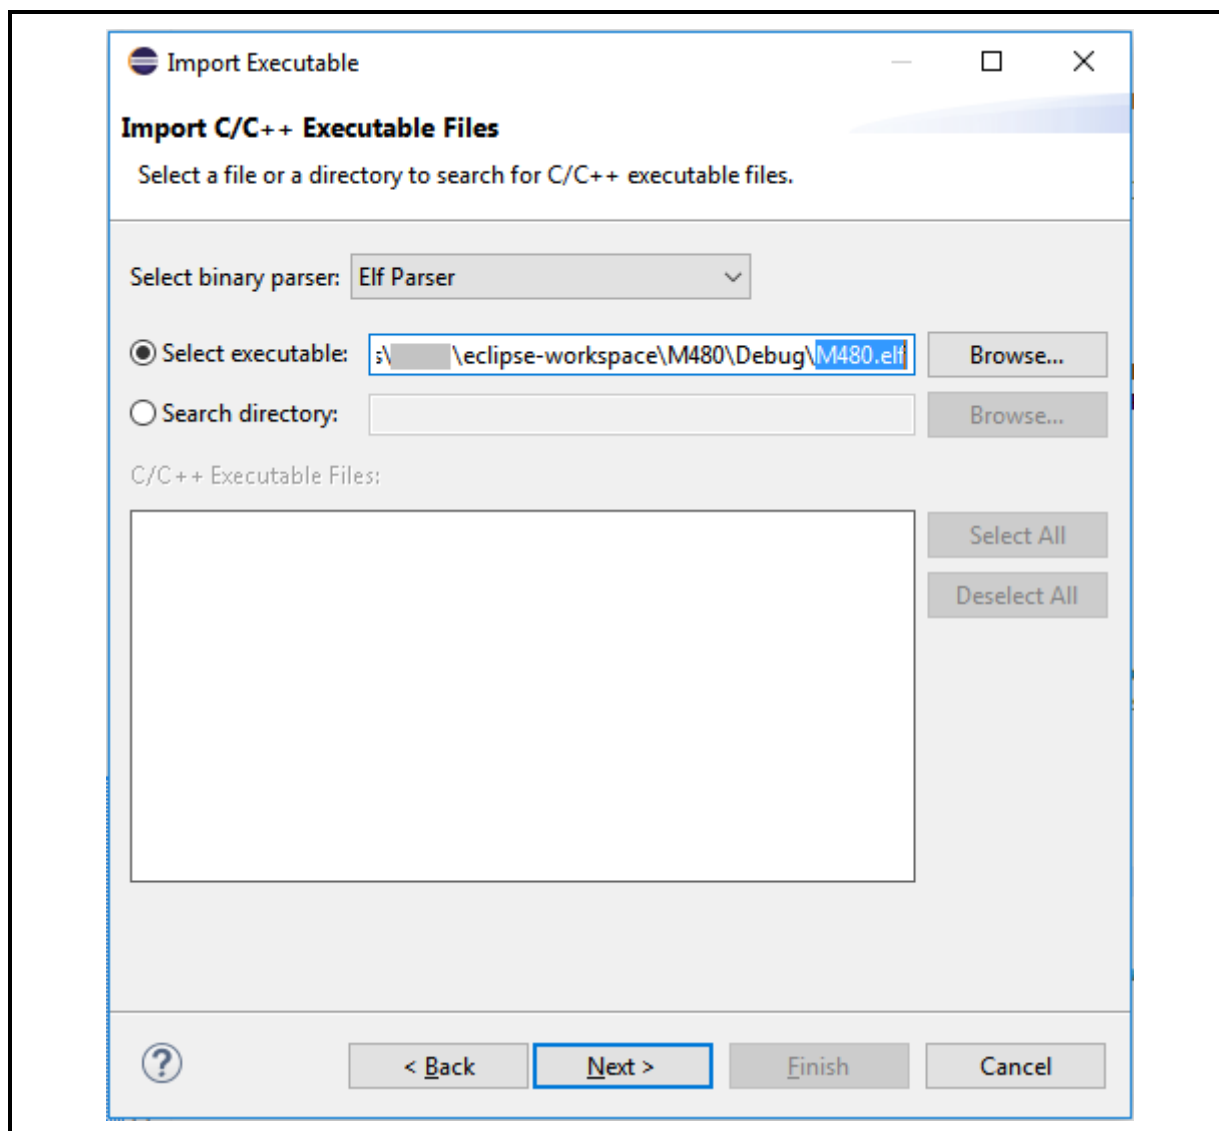 Import Executable
Import C/C++ Executable Files
Select a file or a directory to search for C/C++ executable files.
Select binary parser: Elf Parser
Select executable: s\ \eclipse-workspace\M480\Debug\M480.elf Browse...
Search directory: Browse...
C/C++ Executable Files:
Select All
Deselect All
< Back Next > Finish Cancel